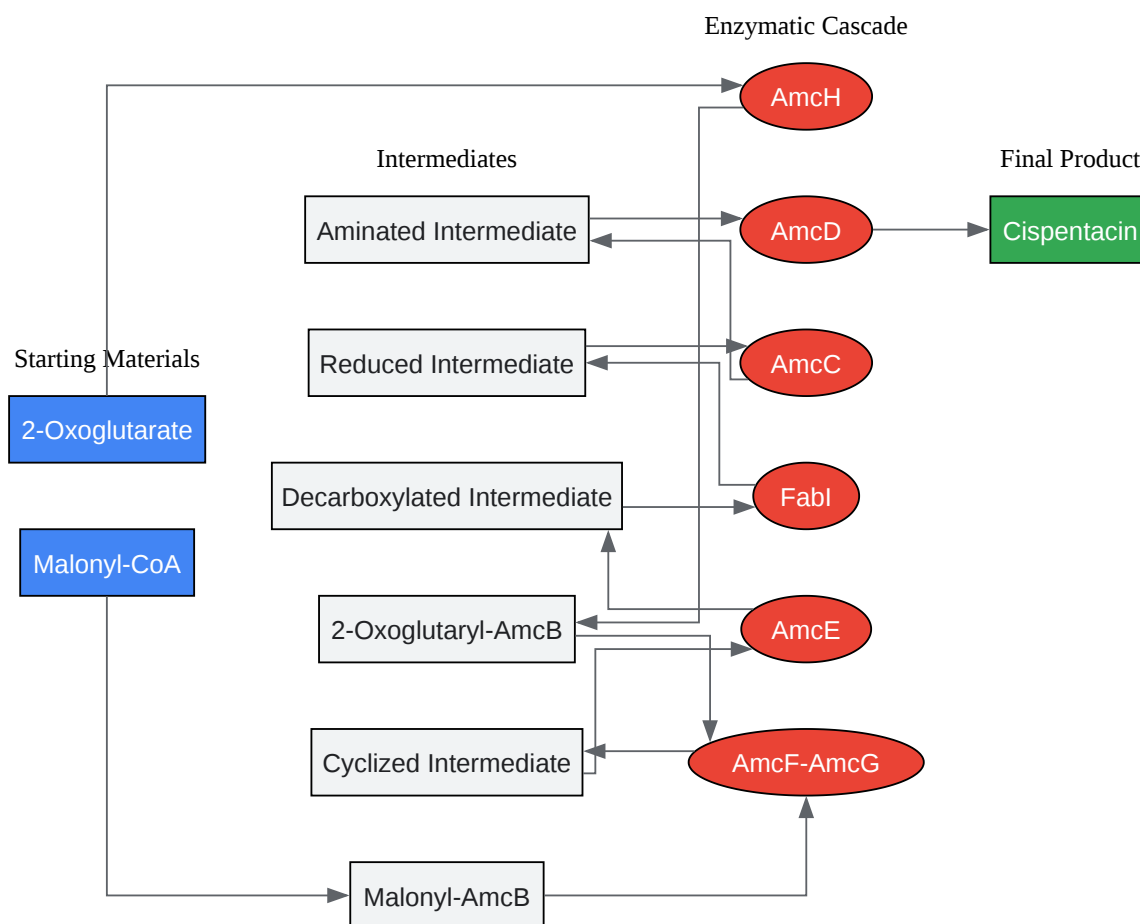 Enzymatic Cascade
AmcH
Intermediates
Final Product
Aminated Intermediate
AmcD
Cispentacin
Starting Materials
Reduced Intermediate
AmcC
2-Oxoglutarate
Decarboxylated Intermediate
FabI
Malonyl-CoA
2-Oxoglutaryl-AmcB
AmcE
Cyclized Intermediate
AmcF-AmcG
Malonyl-AmcB